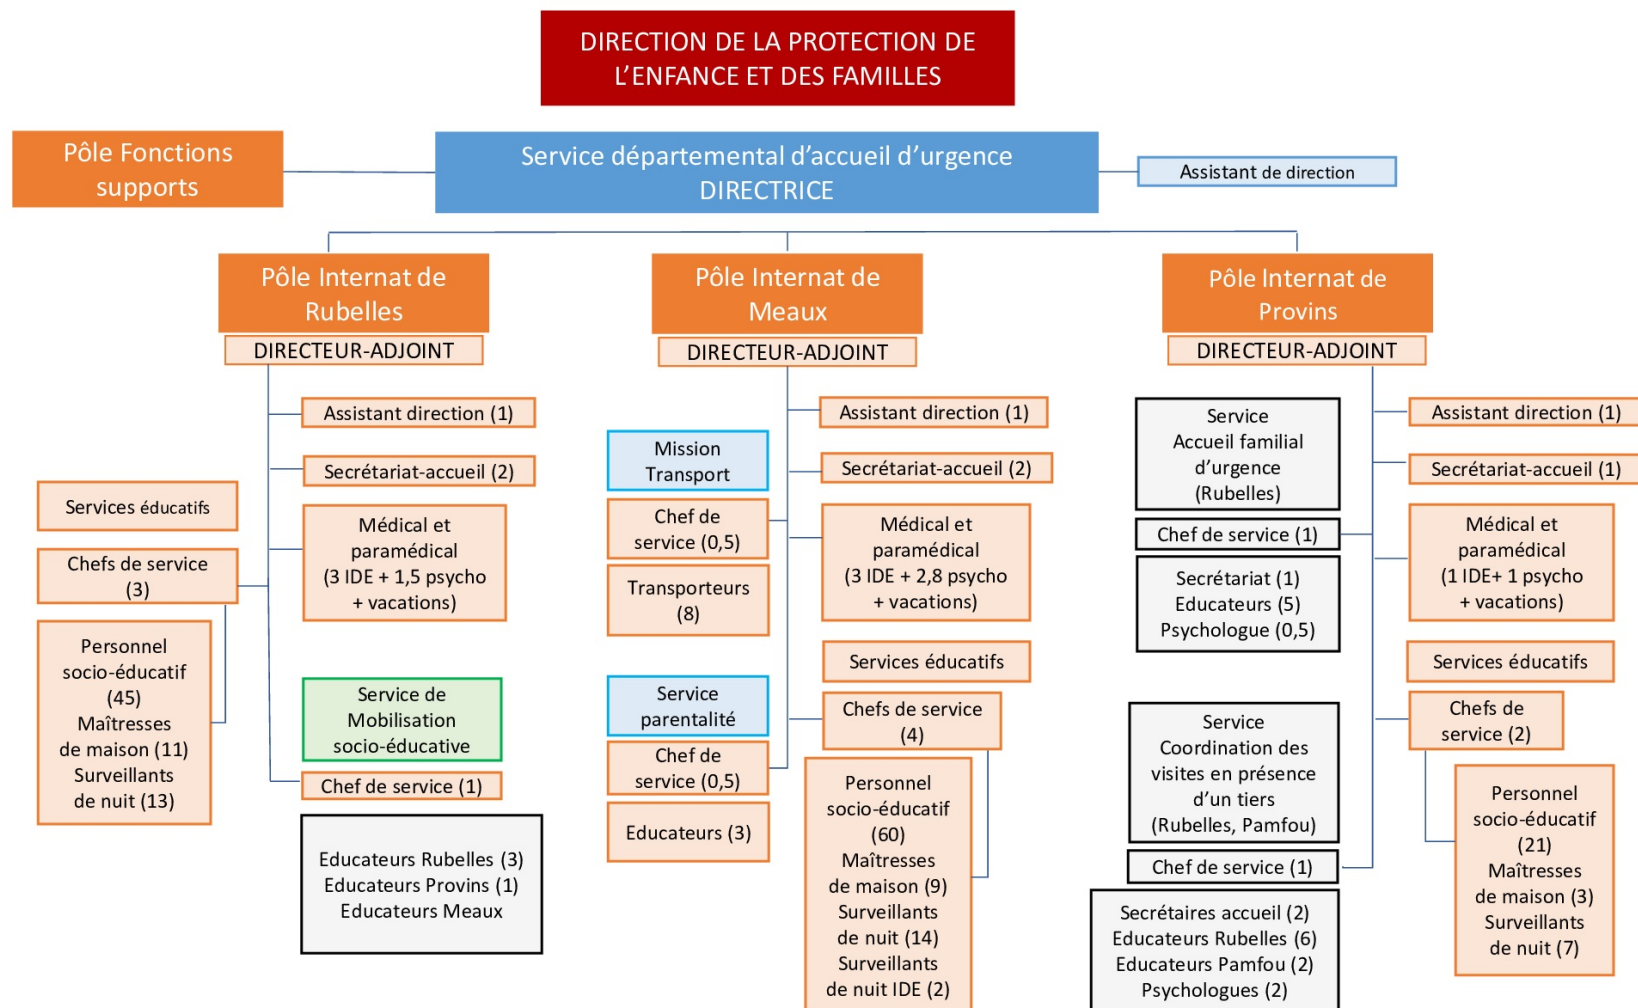 DIRECTION DE LA PROTECTION DE
L'ENFANCE ET DES FAMILLES
Pôle Fonctions
supports
Service départemental d'accueil d'urgence
DIRECTRICE
Assistant de direction
Pôle Internat de
Rubelles
DIRECTEUR-ADJOINT
Assistant direction (1)
Secrétariat-accueil (2)
Services éducatifs
Chefs de service
(3)
Médical et
paramédical
(3 IDE + 1,5 psycho
+ vacations)
Personnel
socio-éducatif
(45)
Maîtresses
de maison (11)
Surveillants
de nuit (13)
Service de
Mobilisation
socio-éducative
Chef de service (1)
Educateurs Rubelles (3)
Educateurs Provins (1)
Educateurs Meaux
Pôle Internat de
Meaux
DIRECTEUR-ADJOINT
Assistant direction (1)
Mission
Transport
Secrétariat-accueil (2)
Chef de
service (0,5)
Transporteurs
(8)
Médical et
paramédical
(3 IDE + 2,8 psycho
+ vacations)
Services éducatifs
Service
parentalité
Chefs de service
(4)
Chef de
service (0,5)
Educateurs (3)
Personnel
socio-éducatif
(60)
Maîtresses
de maison (9)
Surveillants
de nuit (14)
Surveillants
de nuit IDE (2)
Pôle Internat de
Provins
DIRECTEUR-ADJOINT
Service
Accueil familial
d'urgence
(Rubelles)
Assistant direction (1)
Secrétariat-accueil (1)
Chef de service (1)
Secrétariat (1)
Educateurs (5)
Psychologue (0,5)
Médical et
paramédical
(1 IDE+ 1 psycho
+ vacations)
Services éducatifs
Chefs de
service (2)
Service
Coordination des
visites en présence
d'un tiers
(Rubelles, Pamfou)
Chef de service (1)
Secrétaires accueil (2)
Educateurs Rubelles (6)
Educateurs Pamfou (2)
Psychologues (2)
Personnel
socio-éducatif
(21)
Maîtresses
de maison (3)
Surveillants
de nuit (7)